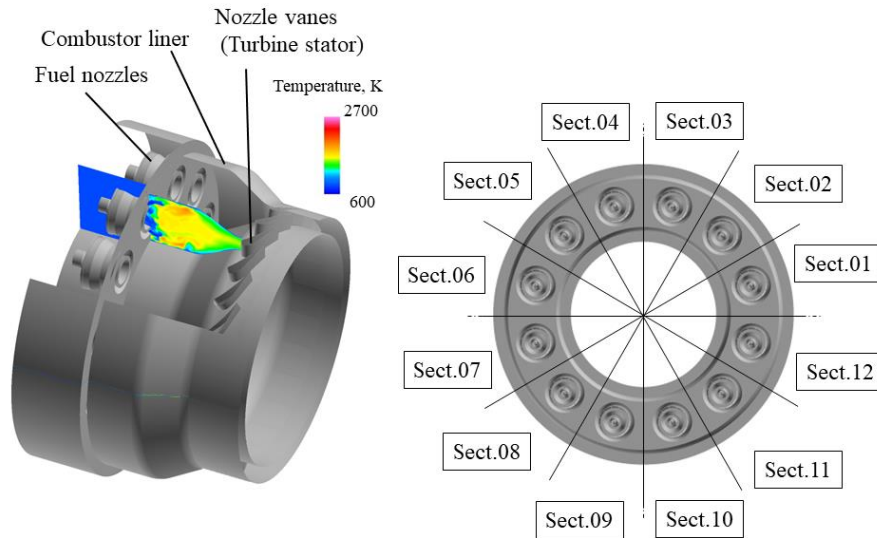 Nozzle vanes
(Turbine stator)
Combustor liner
Fuel nozzles
Temperature, K
2700
600
Sect.04
Sect.03
Sect.05
Sect.02
Sect.06
Sect.01
Sect.07
Sect.12
Sect.08
Sect.11
Sect.09
Sect.10